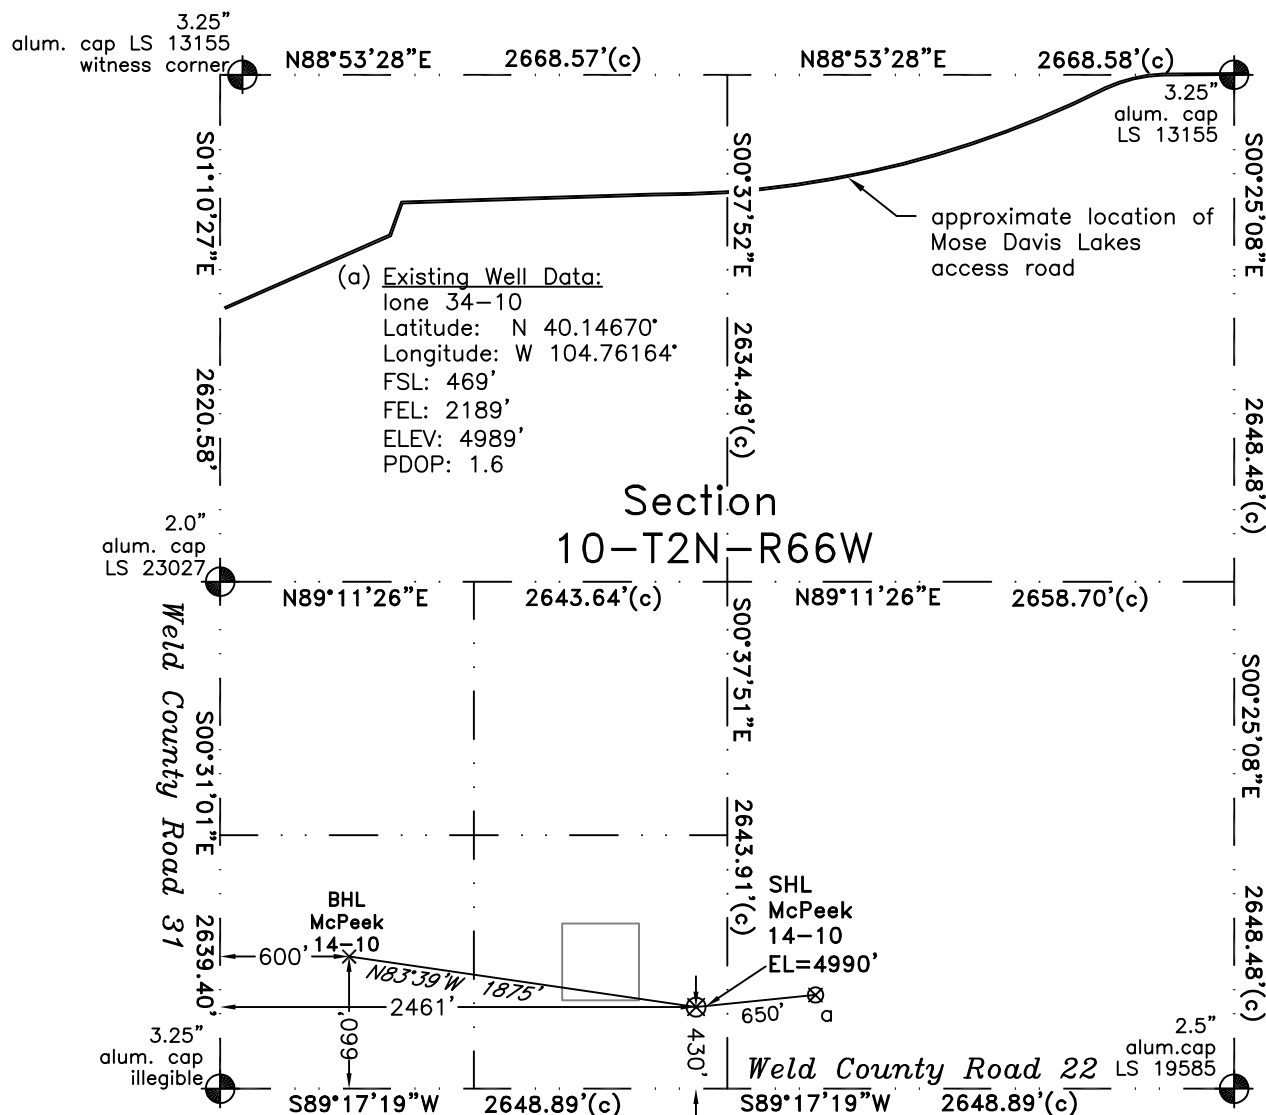 3.25"
alum. cap LS 13155
witness corner
N88°53'28"E 2668.57'(c) N88°53'28"E 2668.58'(c)
3.25"
alum. cap
LS 13155
S01°10'27"E
2620.58'
S00°37'52"E
2634.49'(c)
S00°25'08"E
2648.48'(c)
approximate location of
Mose Davis Lakes
access road
(a) Existing Well Data:
Ione 34-10
Latitude: N 40.14670°
Longitude: W 104.76164°
FSL: 469'
FEL: 2189'
ELEV: 4989'
PDOP: 1.6
Section
10-T2N-R66W
2.0"
alum. cap
LS 23027
N89°11'26"E 2643.64'(c) N89°11'26"E 2658.70'(c)
Weld County Road 31
S00°31'01"E
2639.40'
S00°37'51"E
2643.91'(c)
S00°25'08"E
2648.48'(c)
BHL
McPeek
14-10
600'
N83°39'W 1875'
2461'
660'
SHL
McPeek
14-10
EL=4990'
650'
a
430'
3.25"
alum. cap
illegible
Weld County Road 22
2.5"
alum.cap
LS 19585
S89°17'19"W 2648.89'(c) S89°17'19"W 2648.89'(c)